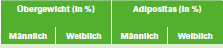 Übergewicht (in %) Adipositas (in %)
Männlich Weiblich Männlich Weiblich